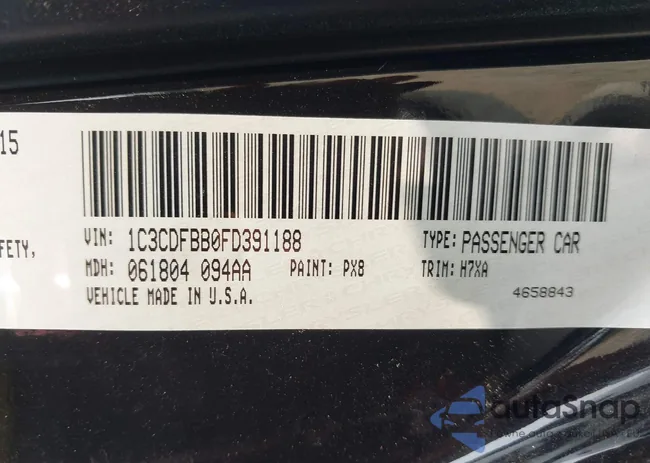 15
FETY,
VIN: 1C3CDFBB0FD391188 TYPE: PASSENGER CAR
MDH: 061804 094AA PAINT: PX8 TRIM: H7XA
VEHICLE MADE IN U.S.A. 4658843
autoSnap